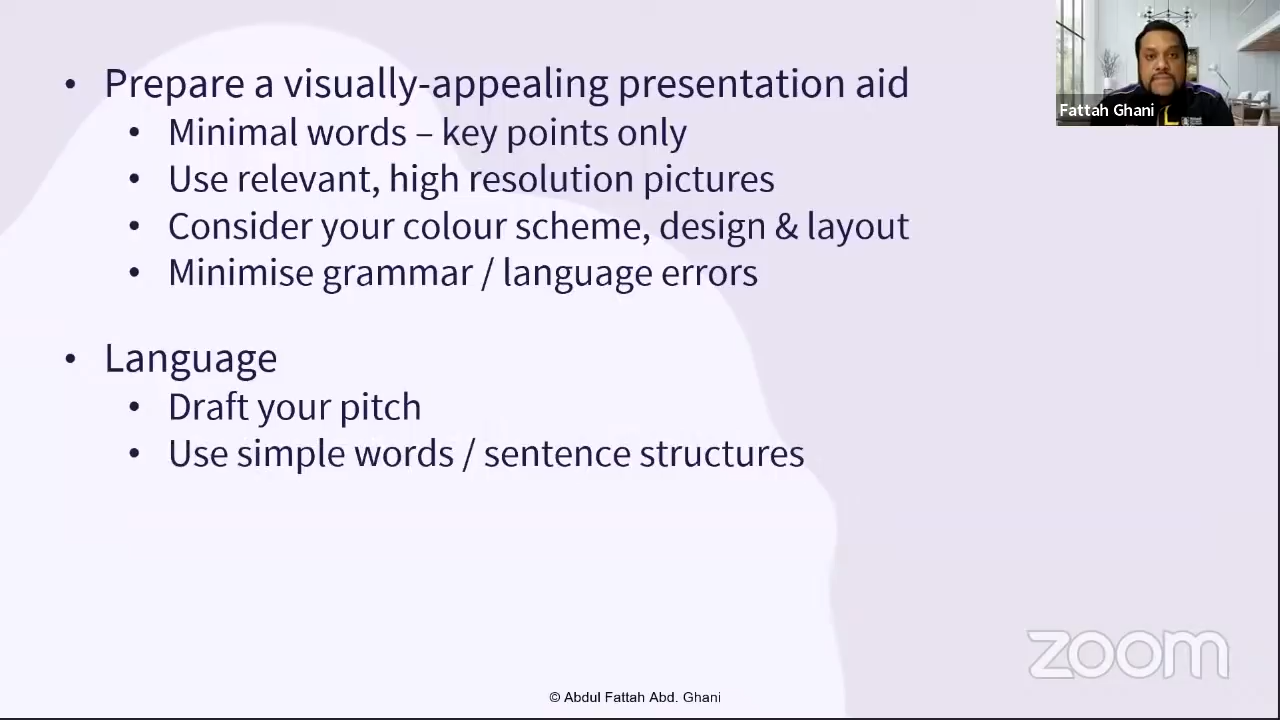 • Prepare a visually-appealing presentation aid
• Minimal words – key points only
• Use relevant, high resolution pictures
• Consider your colour scheme, design & layout
• Minimise grammar / language errors
• Language
• Draft your pitch
• Use simple words / sentence structures
Fattah Ghani
zoom
© Abdul Fattah Abd. Ghani